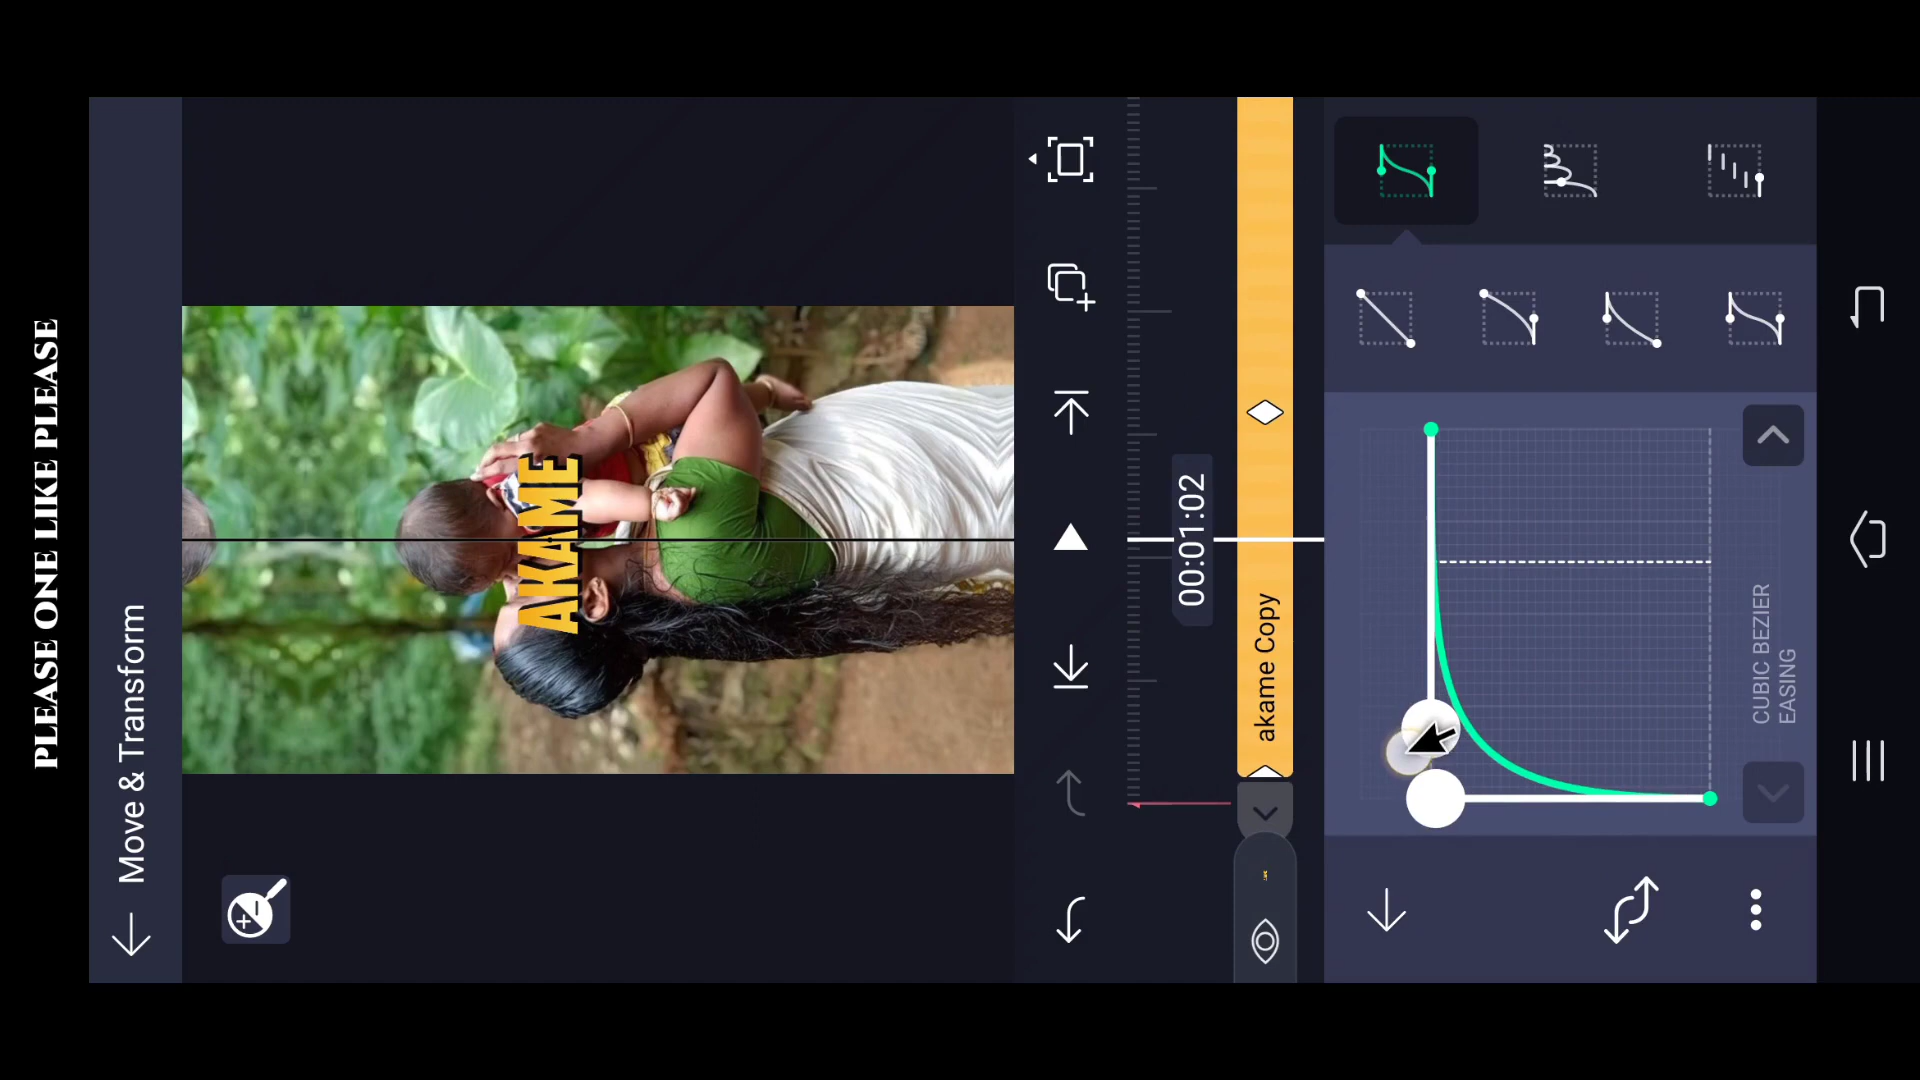 PLEASE ONE LIKE PLEASE
Move & Transform
AKAME
00:01:02
akame Copy
CUBIC BEZIER
EASING